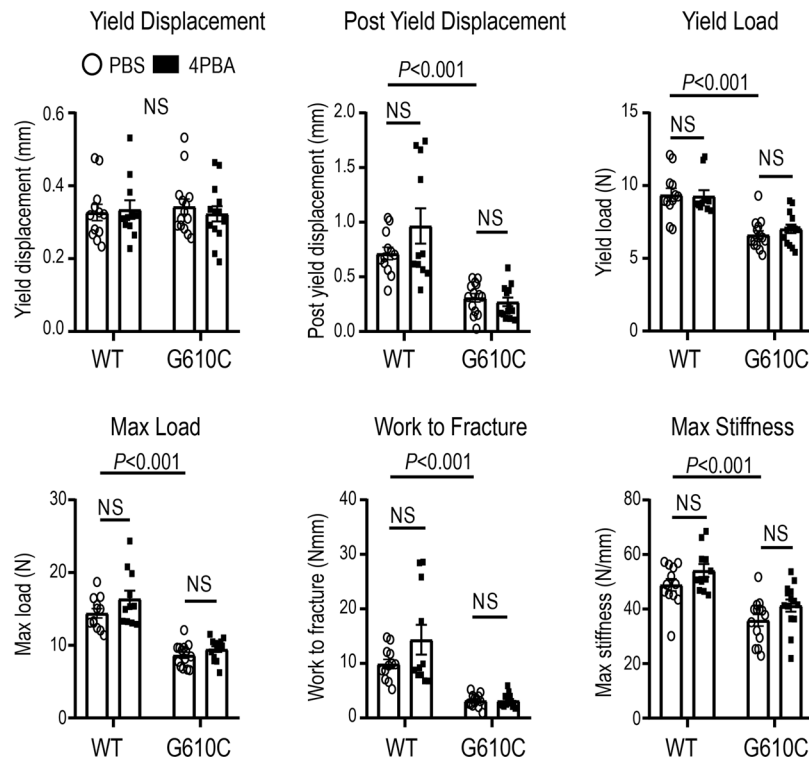 Yield Displacement
PBS 4PBA
NS
Yield displacement (mm)
0.6
0.4
0.2
0.0
WT G610C
Post Yield Displacement
P<0.001
NS
NS
Post yield displacement (mm)
2.0
1.5
1.0
0.5
0.0
WT G610C
Yield Load
P<0.001
NS
NS
Yield load (N)
15
10
5
0
WT G610C
Max Load
P<0.001
NS
NS
Max load (N)
30
20
10
0
WT G610C
Work to Fracture
P<0.001
NS
NS
Work to fracture (Nmm)
40
30
20
10
0
WT G610C
Max Stiffness
P<0.001
NS
NS
Max stiffness (N/mm)
80
60
40
20
0
WT G610C